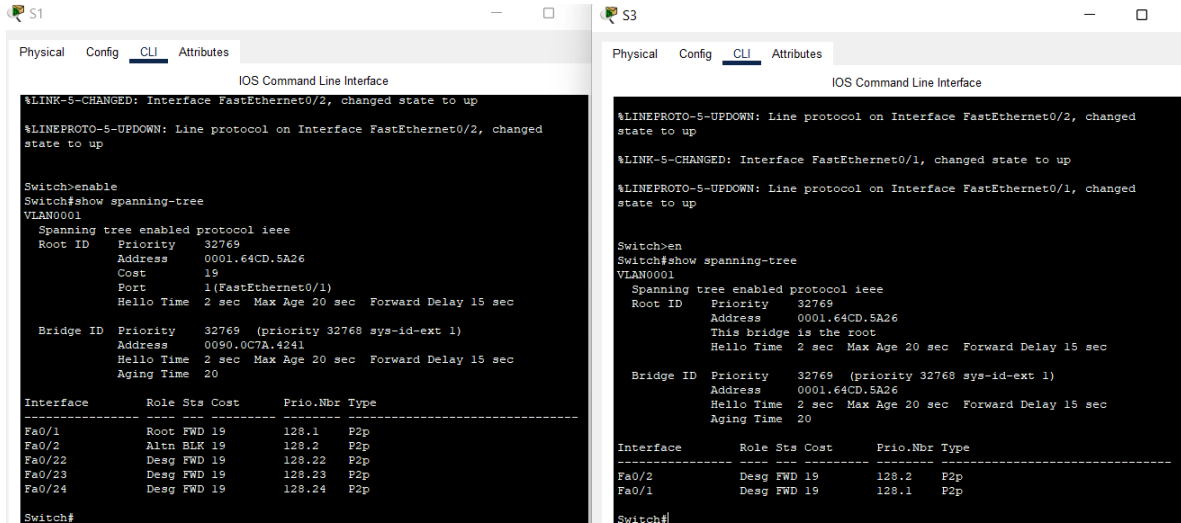 S1
Physical Config CLI Attributes
IOS Command Line Interface
%LINK-5-CHANGED: Interface FastEthernet0/2, changed state to up
%LINEPROTO-5-UPDOWN: Line protocol on Interface FastEthernet0/2, changed
state to up
Switch>enable
Switch#show spanning-tree
VLAN0001
Spanning tree enabled protocol ieee
Root ID Priority 32769
Address 0001.64CD.5A26
Cost 19
Port 1(FastEthernet0/1)
Hello Time 2 sec Max Age 20 sec Forward Delay 15 sec
Bridge ID Priority 32769 (priority 32768 sys-id-ext 1)
Address 0090.0C7A.4241
Hello Time 2 sec Max Age 20 sec Forward Delay 15 sec
Aging Time 20
Interface Role Sts Cost Prio.Nbr Type
---------------- ---- --- --------- -------- --------------------------------
Fa0/1 Root FWD 19 128.1 P2p
Fa0/2 Altn BLK 19 128.2 P2p
Fa0/22 Desg FWD 19 128.22 P2p
Fa0/23 Desg FWD 19 128.23 P2p
Fa0/24 Desg FWD 19 128.24 P2p
Switch#
S3
Physical Config CLI Attributes
IOS Command Line Interface
%LINEPROTO-5-UPDOWN: Line protocol on Interface FastEthernet0/2, changed
state to up
%LINK-5-CHANGED: Interface FastEthernet0/1, changed state to up
%LINEPROTO-5-UPDOWN: Line protocol on Interface FastEthernet0/1, changed
state to up
Switch>en
Switch#show spanning-tree
VLAN0001
Spanning tree enabled protocol ieee
Root ID Priority 32769
Address 0001.64CD.5A26
This bridge is the root
Hello Time 2 sec Max Age 20 sec Forward Delay 15 sec
Bridge ID Priority 32769 (priority 32768 sys-id-ext 1)
Address 0001.64CD.5A26
Hello Time 2 sec Max Age 20 sec Forward Delay 15 sec
Aging Time 20
Interface Role Sts Cost Prio.Nbr Type
---------------- ---- --- --------- -------- --------------------------------
Fa0/2 Desg FWD 19 128.2 P2p
Fa0/1 Desg FWD 19 128.1 P2p
Switch#